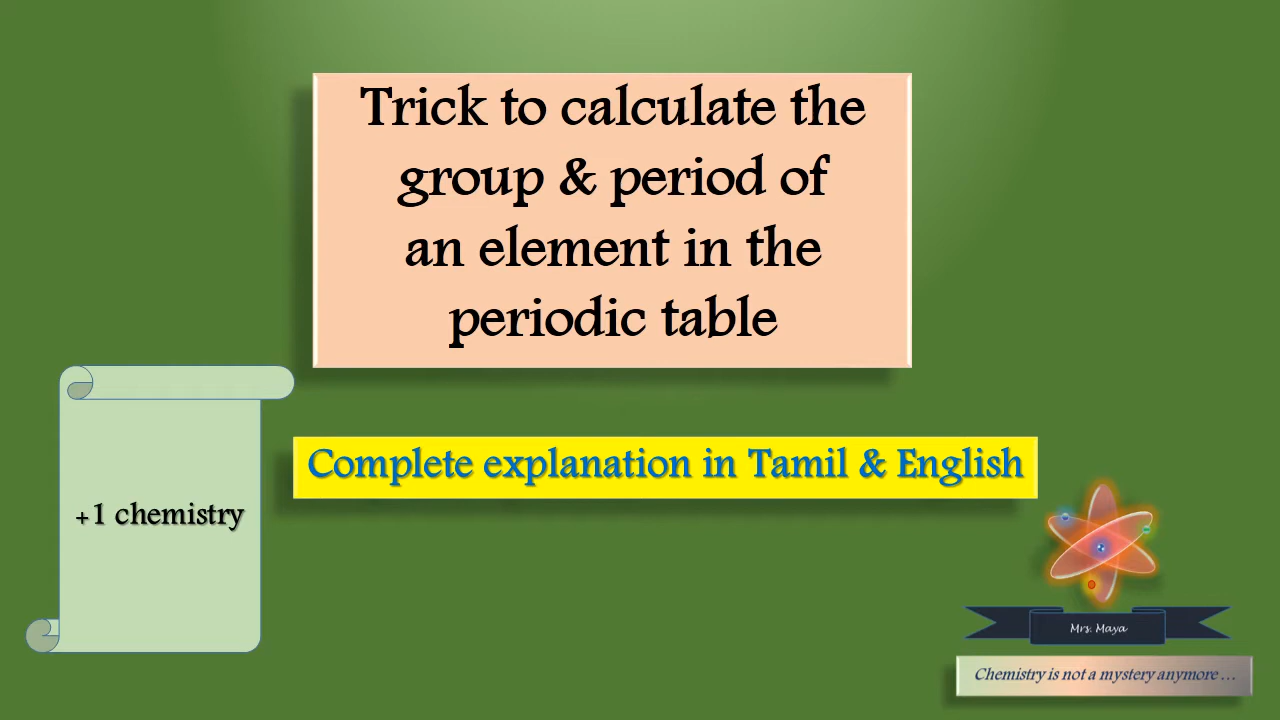 Trick to calculate the
group & period of
an element in the
periodic table
Complete explanation in Tamil & English
+1 chemistry
Mrs. Maya
Chemistry is not a mystery anymore ...